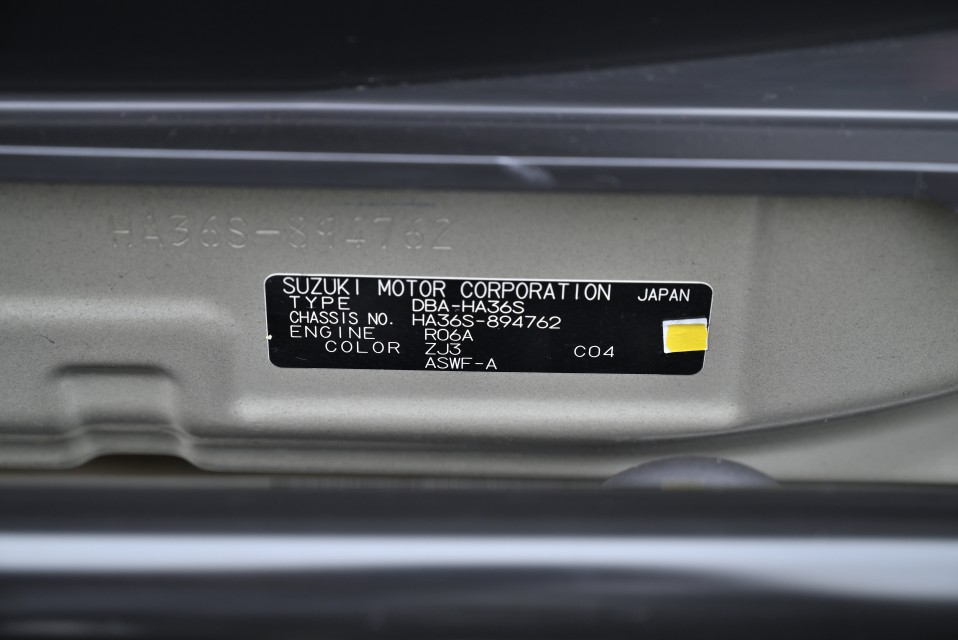 HA36S-894762
SUZUKI MOTOR CORPORATION JAPAN
TYPE DBA-HA36S
CHASSIS NO. HA36S-894762
ENGINE R06A
COLOR ZJ3 C04
ASWF-A